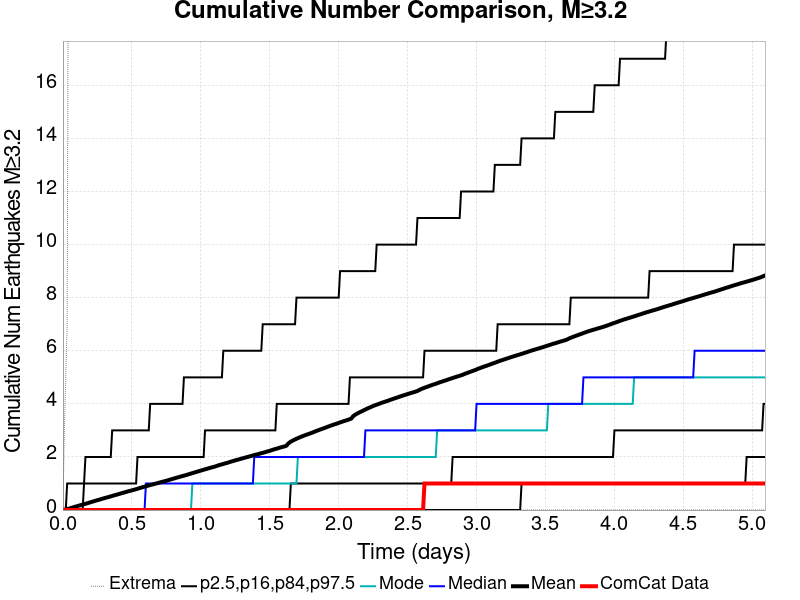 Cumulative Number Comparison, M≥3.2
Cumulative Num Earthquakes M≥3.2
16
14
12
10
8
6
4
2
0
0.0 0.5 1.0 1.5 2.0 2.5 3.0 3.5 4.0 4.5 5.0
Time (days)
Extrema p2.5,p16,p84,p97.5 Mode Median Mean ComCat Data